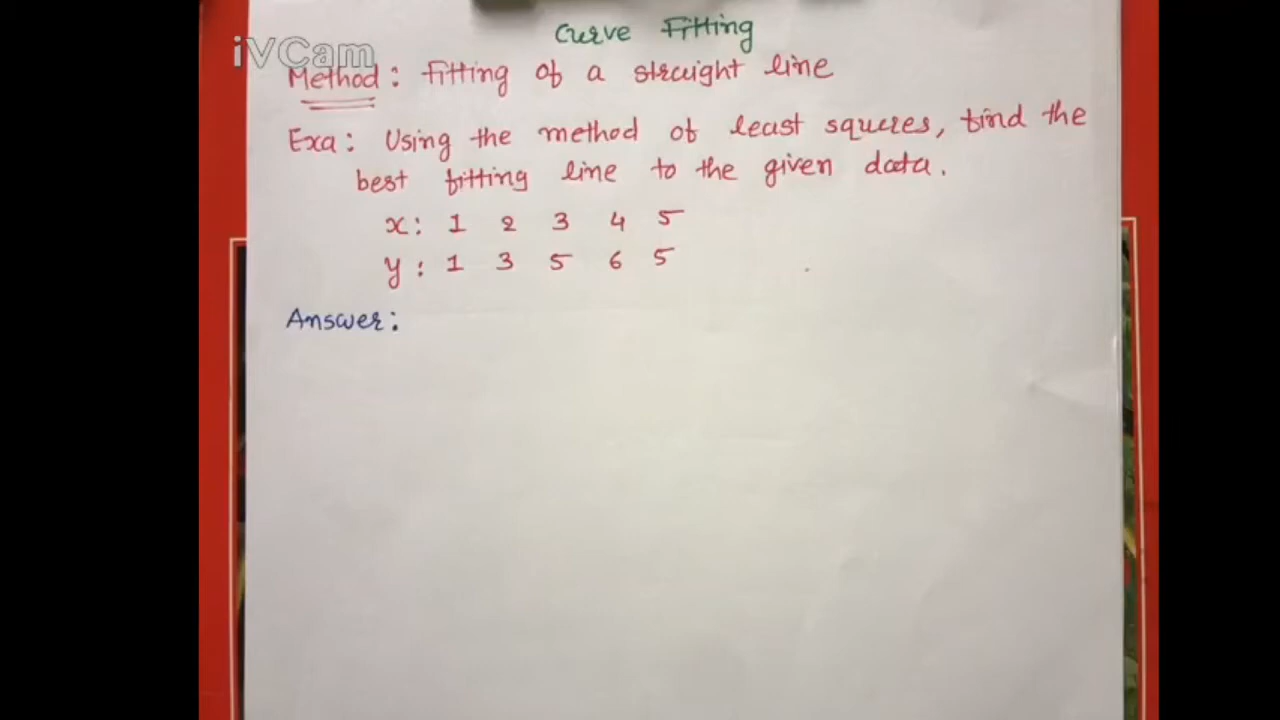 Curve Fitting
iVCam
Method: Fitting of a straight line
Exa: Using the method of least squares, find the
best fitting line to the given data.
x: 1 2 3 4 5
y: 1 3 5 6 5
Answer: